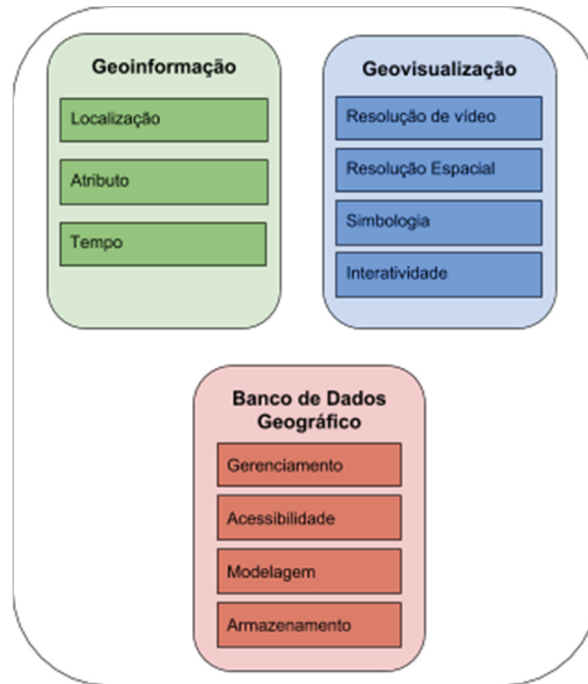 Geoinformação
Localização
Atributo
Tempo
Geovisualização
Resolução de vídeo
Resolução Espacial
Simbologia
Interatividade
Banco de Dados
Geográfico
Gerenciamento
Acessibilidade
Modelagem
Armazenamento